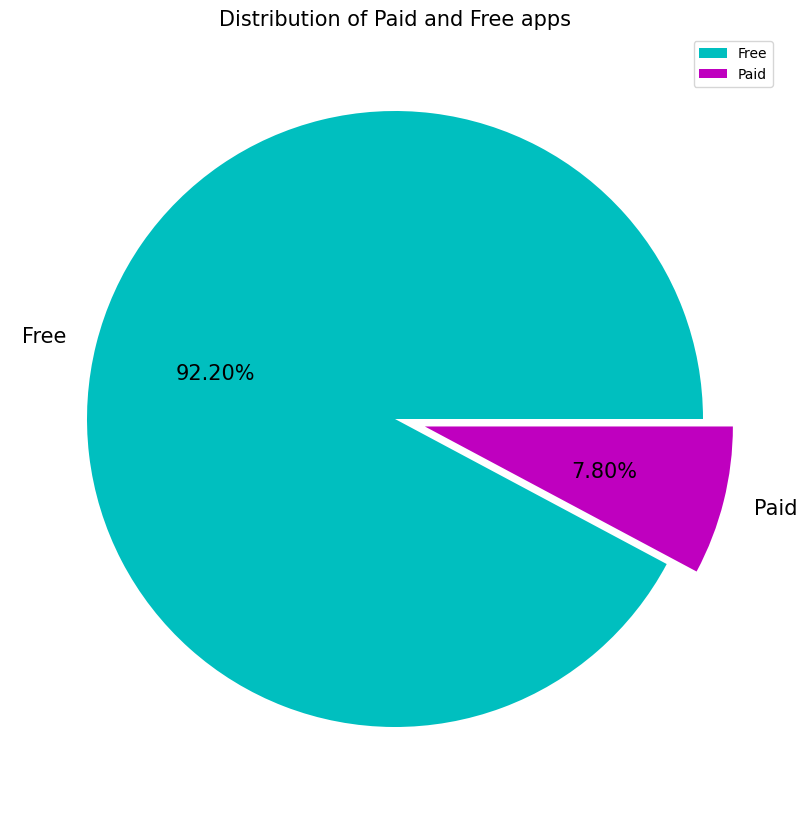 Distribution of Paid and Free apps
Free
Paid
Free
92.20%
7.80%
Paid